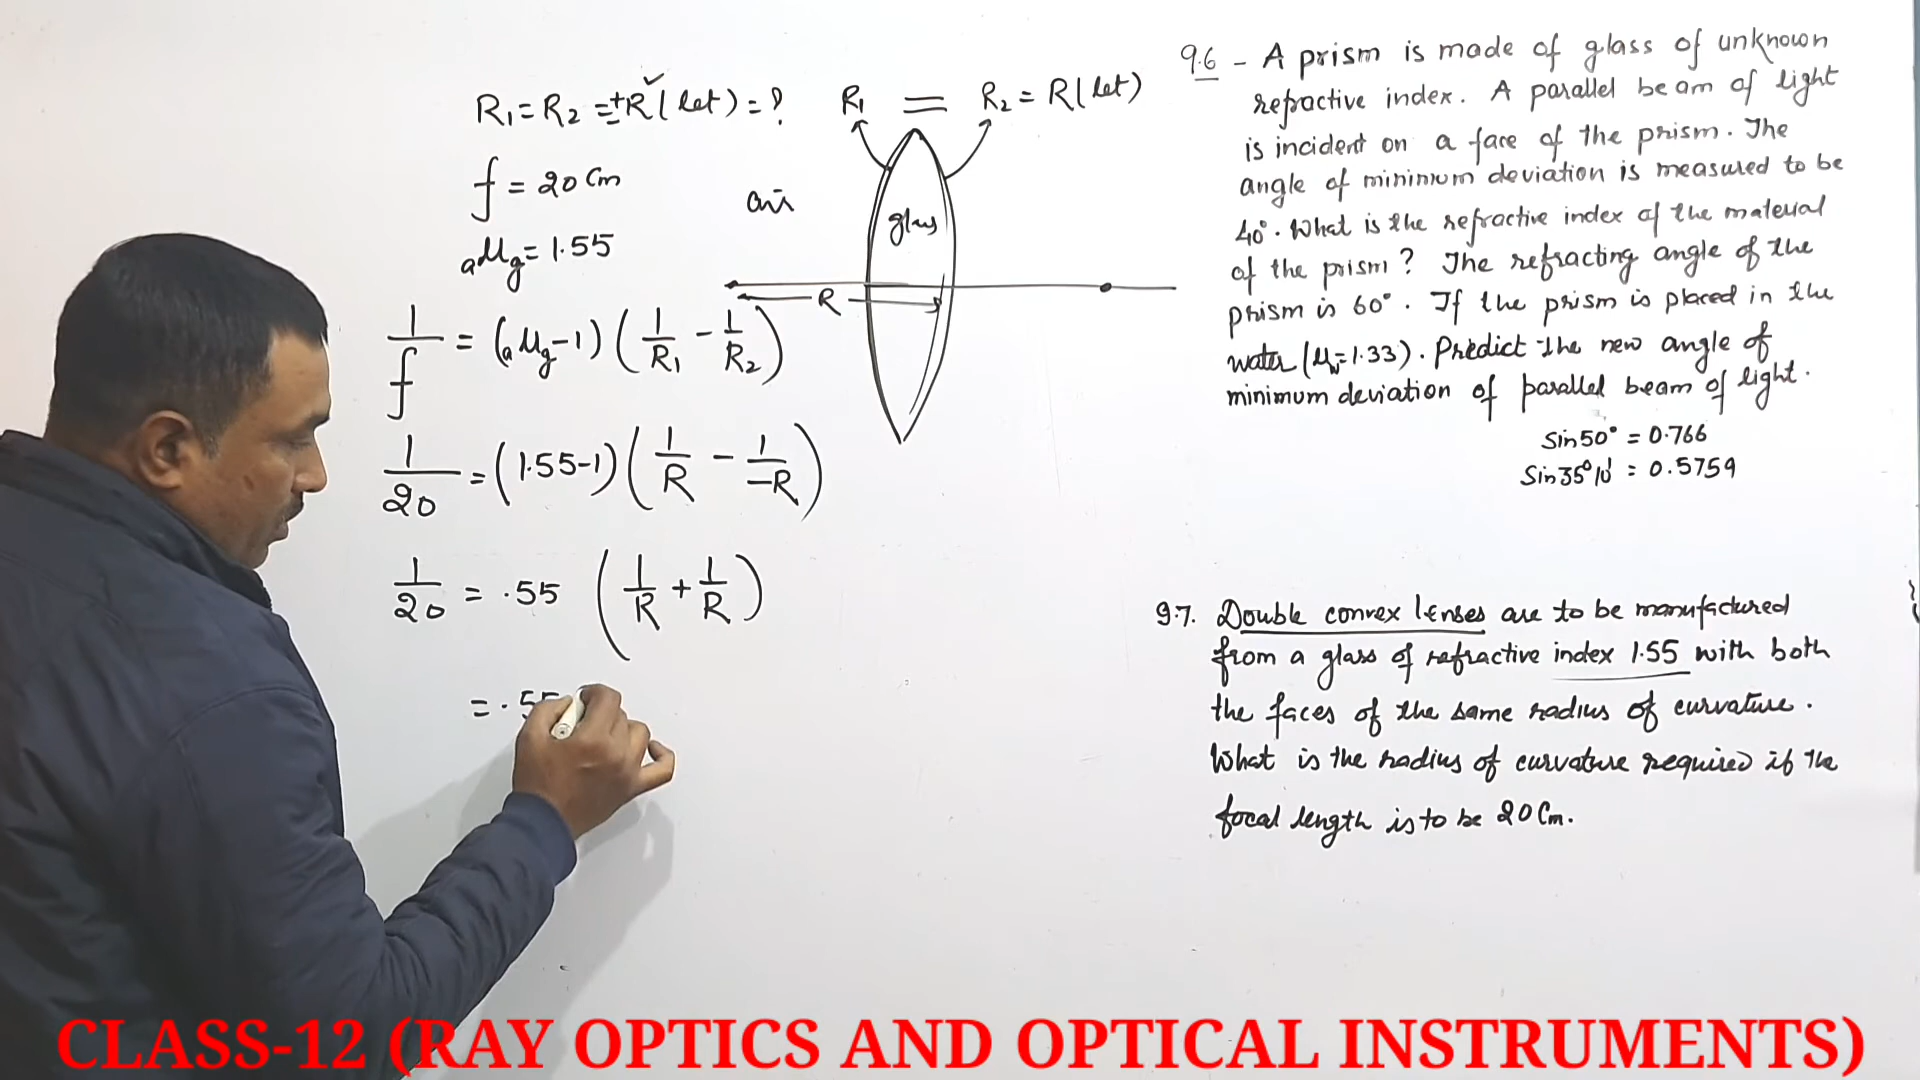 R₁ = R₂ = ±R (let) = ?
f = 20 Cm
aμg = 1.55
1/f = (aμg - 1) (1/R₁ - 1/R₂)
1/20 = (1.55 - 1) (1/R - 1/-R)
1/20 = .55 (1/R + 1/R)
= .55
R₁ = R₂ = R (let)
air
glass
R
9.6 - A prism is made of glass of unknown
refractive index. A parallel beam of light
is incident on a face of the prism. The
angle of minimum deviation is measured to be
40°. What is the refractive index of the material
of the prism? The refracting angle of the
prism is 60°. If the prism is placed in the
water (μw = 1.33). Predict the new angle of
minimum deviation of parallel beam of light.
Sin 50° = 0.766
Sin 35° 10' = 0.5759
9.7. Double convex lenses are to be manufactured
from a glass of refractive index 1.55 with both
the faces of the same radius of curvature.
What is the radius of curvature required if the
focal length is to be 20 Cm.
CLASS-12 (RAY OPTICS AND OPTICAL INSTRUMENTS)